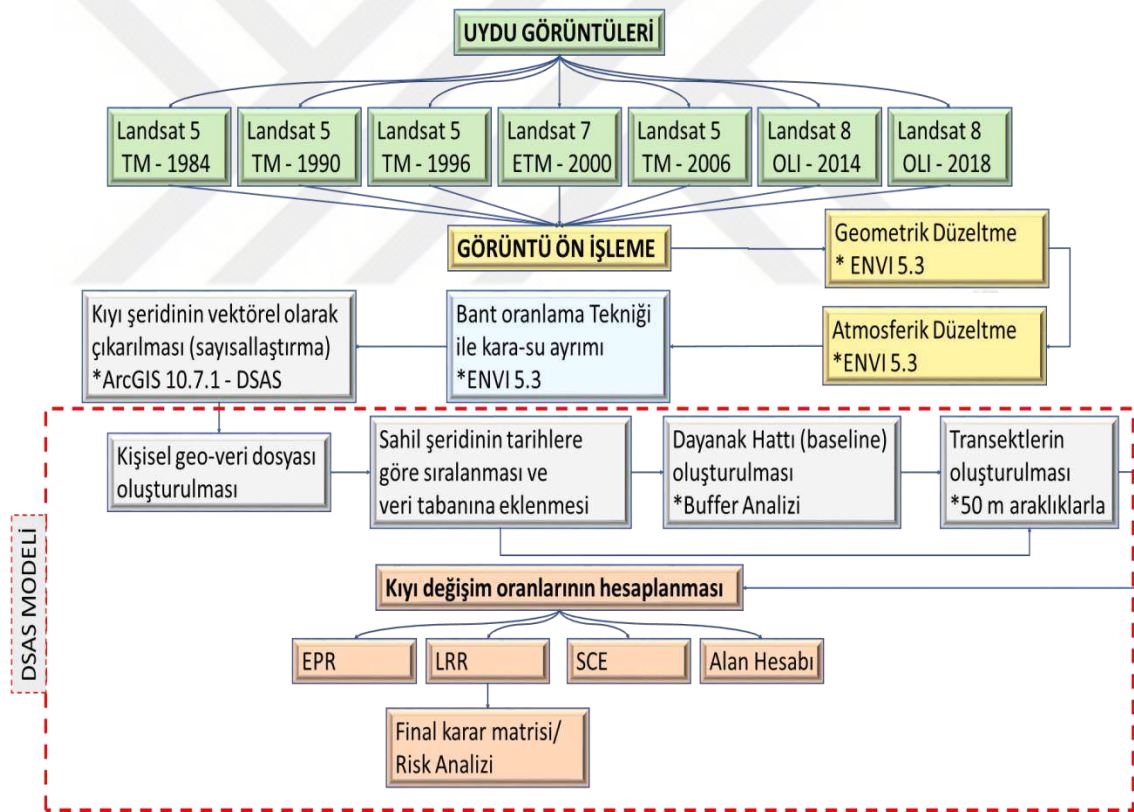 UYDU GÖRÜNTÜLERİ
Landsat 5
TM - 1984
Landsat 5
TM - 1990
Landsat 5
TM - 1996
Landsat 7
ETM - 2000
Landsat 5
TM - 2006
Landsat 8
OLI - 2014
Landsat 8
OLI - 2018
GÖRÜNTÜ ÖN İŞLEME
Geometrik Düzeltme
* ENVI 5.3
Atmosferik Düzeltme
*ENVI 5.3
Bant oranlama Tekniği
ile kara-su ayrımı
*ENVI 5.3
Kıyı şeridinin vektörel olarak
çıkarılması (sayısallaştırma)
*ArcGIS 10.7.1 - DSAS
DSAS MODELİ
Kişisel geo-veri dosyası
oluşturulması
Sahil şeridinin tarihlere
göre sıralanması ve
veri tabanına eklenmesi
Dayanak Hattı (baseline)
oluşturulması
*Buffer Analizi
Transektlerin
oluşturulması
*50 m aralıklarla
Kıyı değişim oranlarının hesaplanması
EPR
LRR
SCE
Alan Hesabı
Final karar matrisi/
Risk Analizi